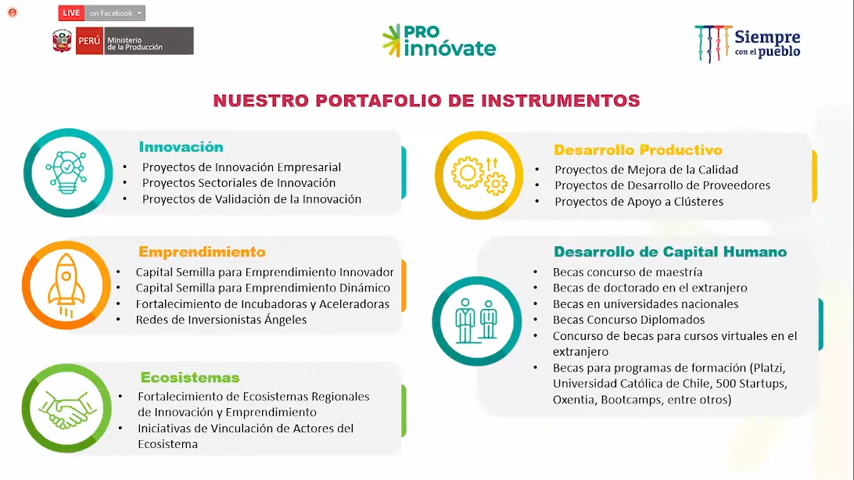 LIVE on Facebook
PERÚ
Ministerio
de la Producción
PRO
innóvate
Siempre
con el pueblo
NUESTRO PORTAFOLIO DE INSTRUMENTOS
Innovación
• Proyectos de Innovación Empresarial
• Proyectos Sectoriales de Innovación
• Proyectos de Validación de la Innovación
Emprendimiento
• Capital Semilla para Emprendimiento Innovador
• Capital Semilla para Emprendimiento Dinámico
• Fortalecimiento de Incubadoras y Aceleradoras
• Redes de Inversionistas Ángeles
Ecosistemas
• Fortalecimiento de Ecosistemas Regionales
de Innovación y Emprendimiento
• Iniciativas de Vinculación de Actores del
Ecosistema
Desarrollo Productivo
• Proyectos de Mejora de la Calidad
• Proyectos de Desarrollo de Proveedores
• Proyectos de Apoyo a Clústeres
Desarrollo de Capital Humano
• Becas concurso de maestría
• Becas de doctorado en el extranjero
• Becas en universidades nacionales
• Becas Concurso Diplomados
• Concurso de becas para cursos virtuales en el
extranjero
• Becas para programas de formación (Platzi,
Universidad Católica de Chile, 500 Startups,
Oxentia, Bootcamps, entre otros)